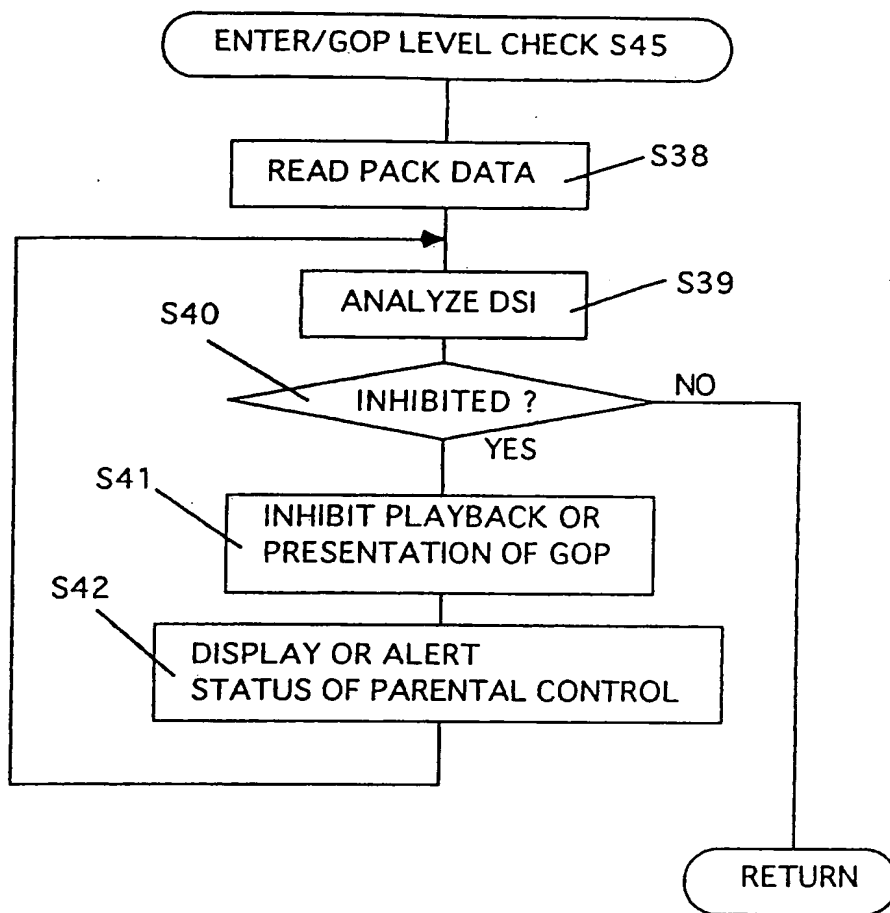 ENTER/GOP LEVEL CHECK S45
READ PACK DATA
S38
ANALYZE DSI
S39
S40
INHIBITED ?
NO
YES
S41
INHIBIT PLAYBACK OR
PRESENTATION OF GOP
S42
DISPLAY OR ALERT
STATUS OF PARENTAL CONTROL
RETURN